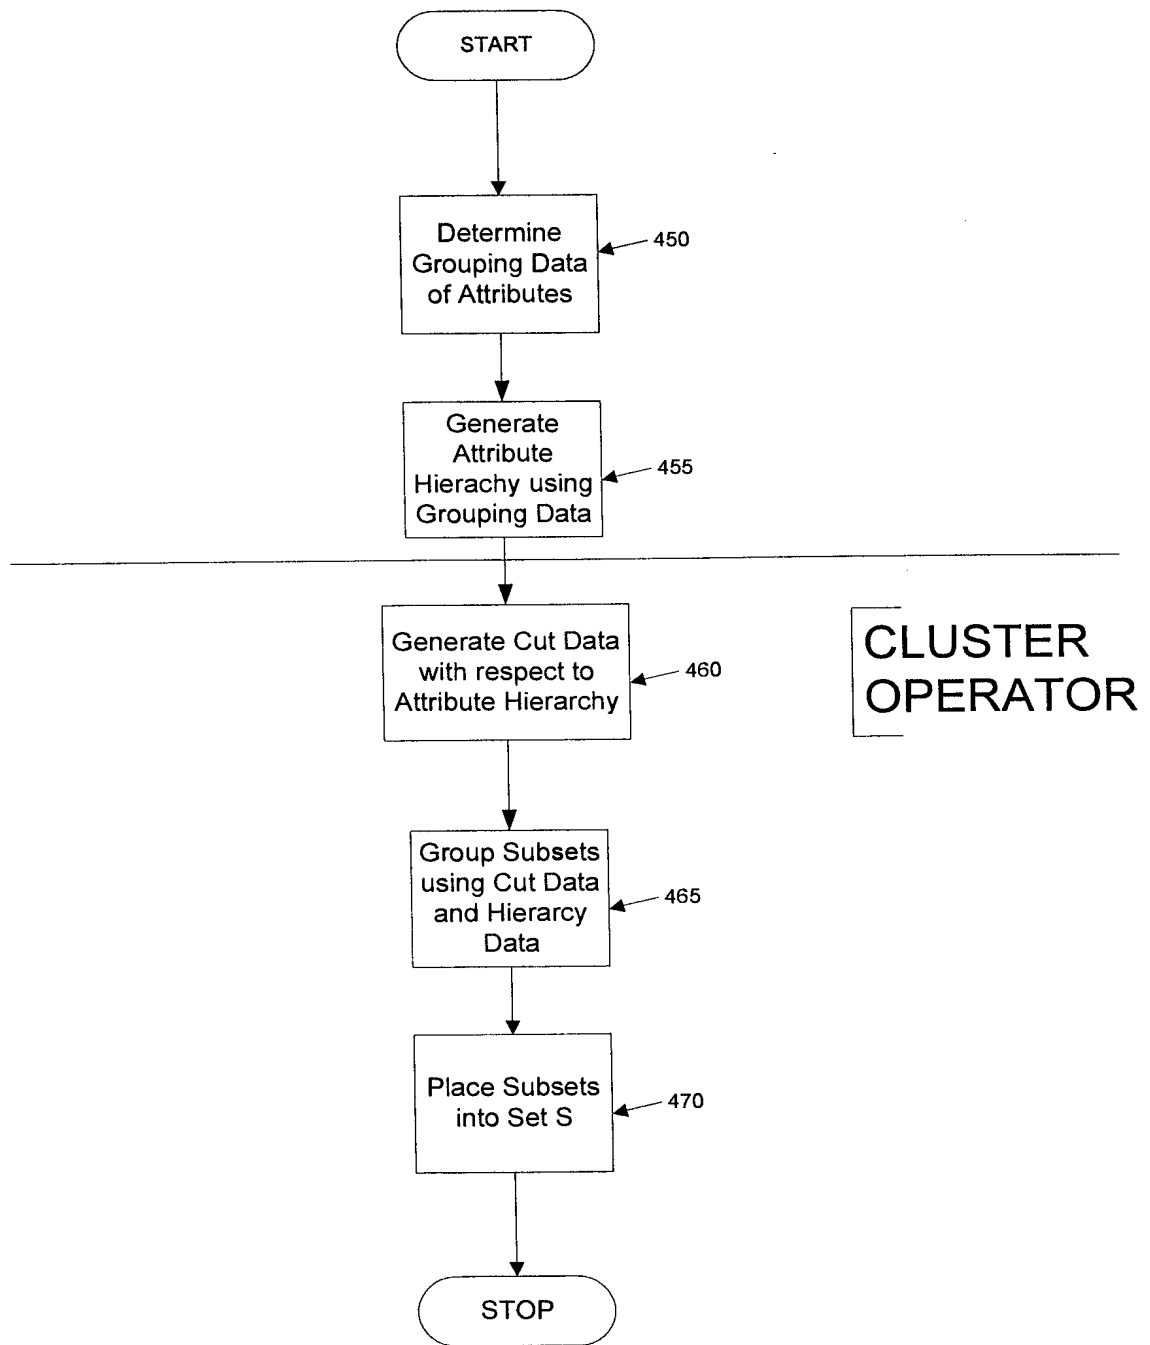 START
Determine
Grouping Data
of Attributes
450
Generate
Attribute
Hierachy using
Grouping Data
455
Generate Cut Data
with respect to
Attribute Hierarchy
460
CLUSTER
OPERATOR
Group Subsets
using Cut Data
and Hierarcy
Data
465
Place Subsets
into Set S
470
STOP